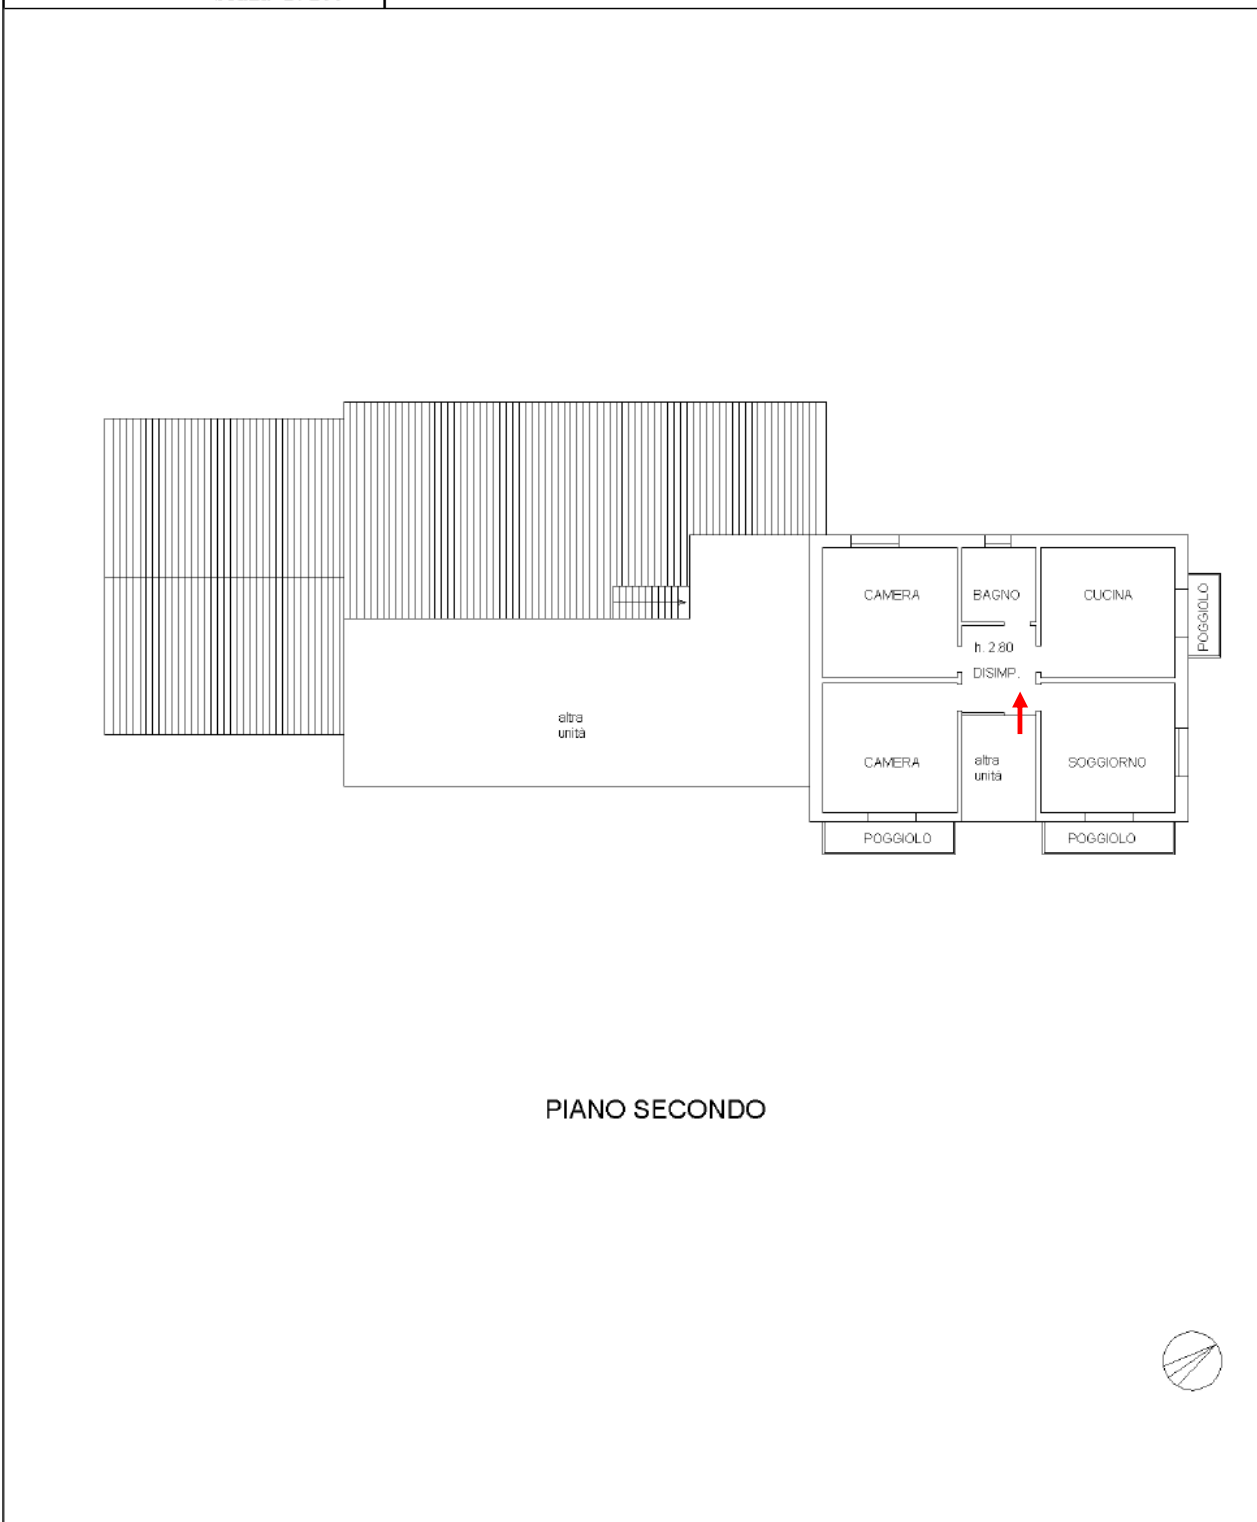 CAMERA
BAGNO
CUCINA
POGGIOLO
h. 2.80
DISIMP.
altra
unità
CAMERA
altra
unità
SOGGIORNO
POGGIOLO
POGGIOLO
PIANO SECONDO